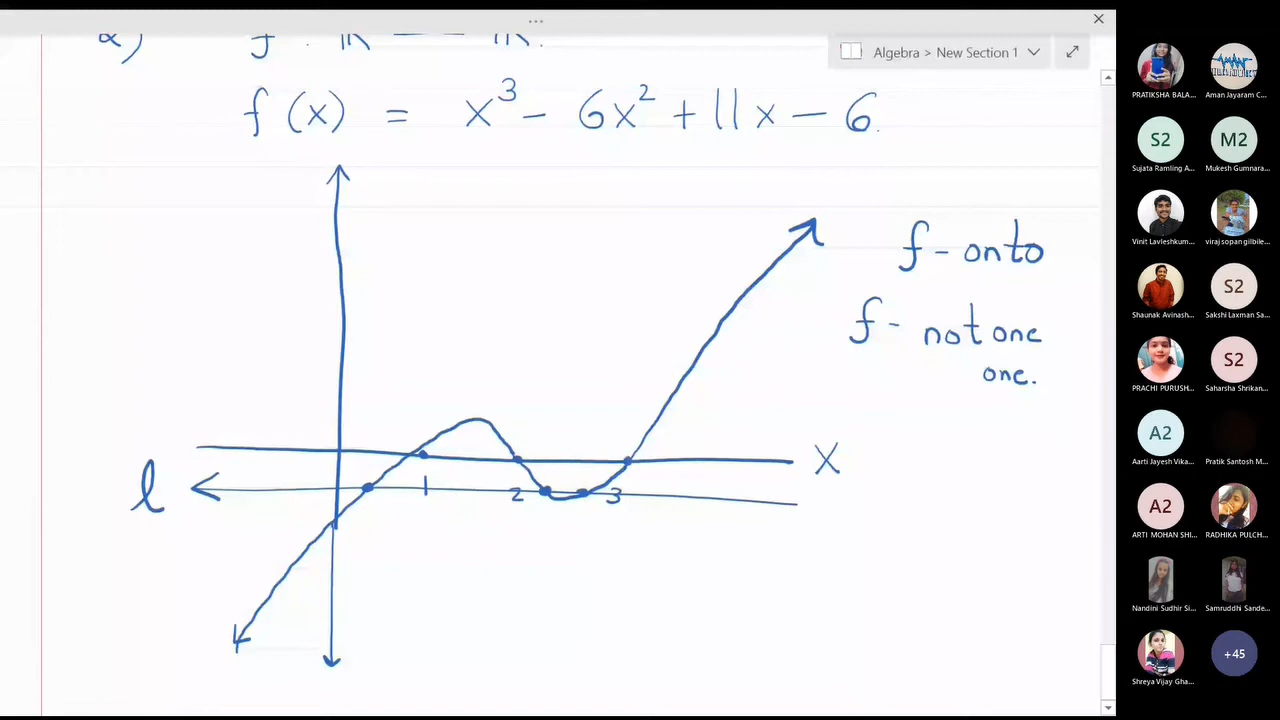 Algebra > New Section 1
f(x) = x³ - 6x² + 11x - 6.
f - onto
f - not one
one.
X
l
1
2
3
PRATIKSHA BALA...
Aman Jayaram C...
S2
Sujata Ramling A...
M2
Mukesh Gumnara...
Vinit Lavleshkum...
viraj sopan gilbile...
Shaunak Avinash...
S2
Sakshi Laxman Sa...
PRACHI PURUSH...
S2
Saharsha Shrikan...
A2
Aarti Jayesh Vika...
Pratik Santosh M...
A2
ARTI MOHAN SHI...
RADHIKA PULCH...
Nandini Sudhir Si...
Samruddhi Sande...
Shreya Vijay Gha...
+45